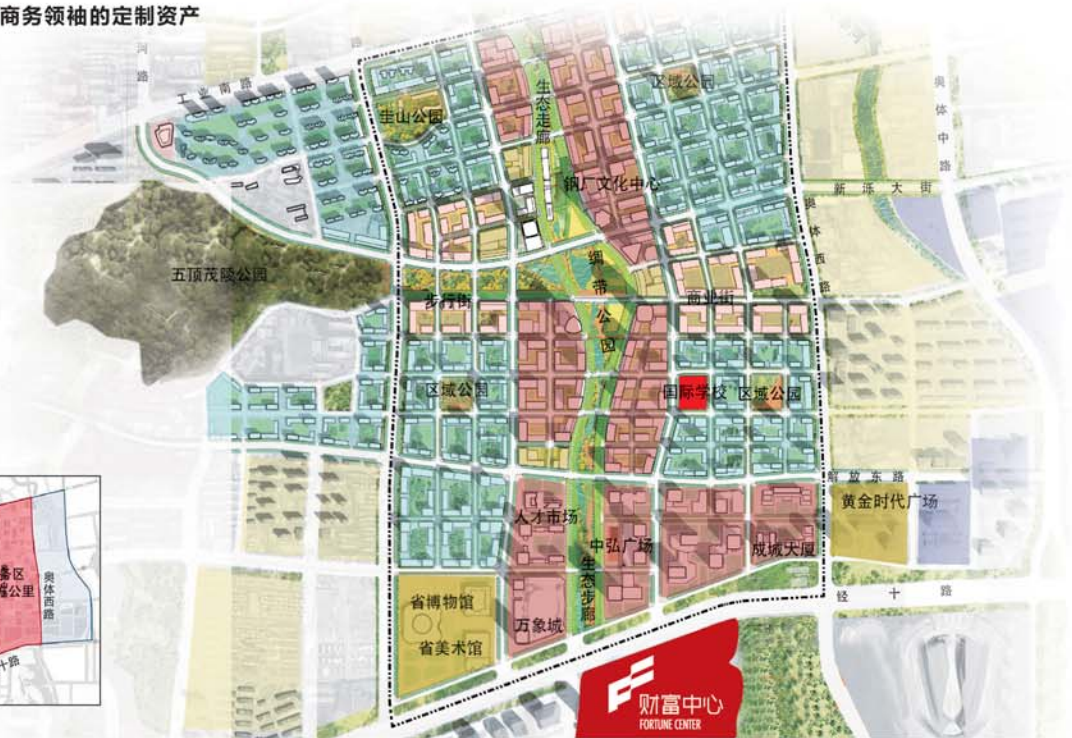 商务领袖的定制资产
河路
路
工业南路
圭山公园
生态走廊
区域公园
奥体中路
钢厂文化中心
新泺大街
奥体西路
五顶茂陵公园
绸带公园
步行街
商业街
区域公园
国际学校
区域公园
解放东路
黄金时代广场
人才市场
中弘广场
成城大厦
生态步廊
奥体西路
经十路
省博物馆
省美术馆
万象城
财富中心
FORTUNE CENTER